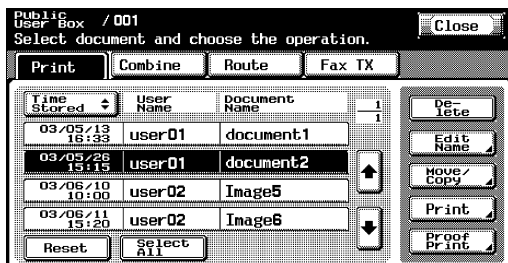 Public
User Box / 001
Close
Select document and choose the operation.
Print Combine Route Fax TX
Time Stored User Name Document Name 1/1
03/05/13 16:33 user01 document1
03/05/26 15:15 user01 document2
03/06/10 10:00 user02 Image5
03/06/11 15:20 user02 Image6
Reset Select All
De-
lete
Edit
Name
Move/
Copy
Print
Proof
Print